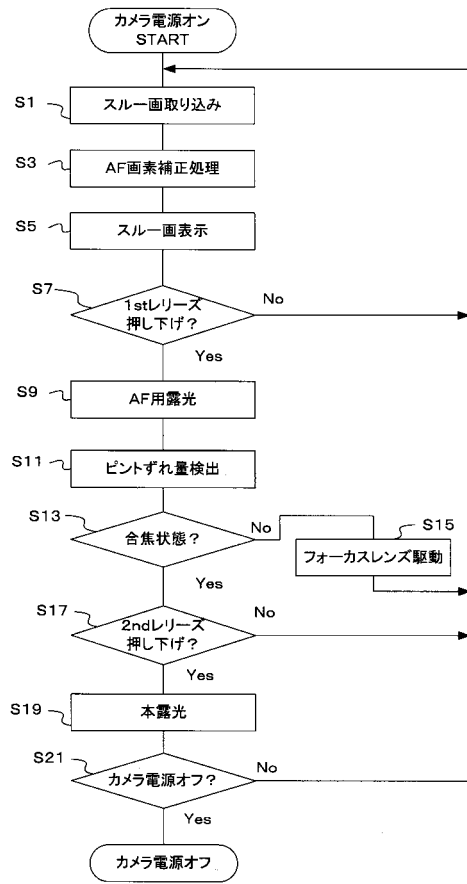 カメラ電源オン
START
S1
スルー画取り込み
S3
AF画素補正処理
S5
スルー画表示
S7
1stレリーズ
押し下げ？
No
Yes
S9
AF用露光
S11
ピントずれ量検出
S13
合焦状態？
No
S15
フォーカスレンズ駆動
Yes
S17
2ndレリーズ
押し下げ？
No
Yes
S19
本露光
S21
カメラ電源オフ？
No
Yes
カメラ電源オフ